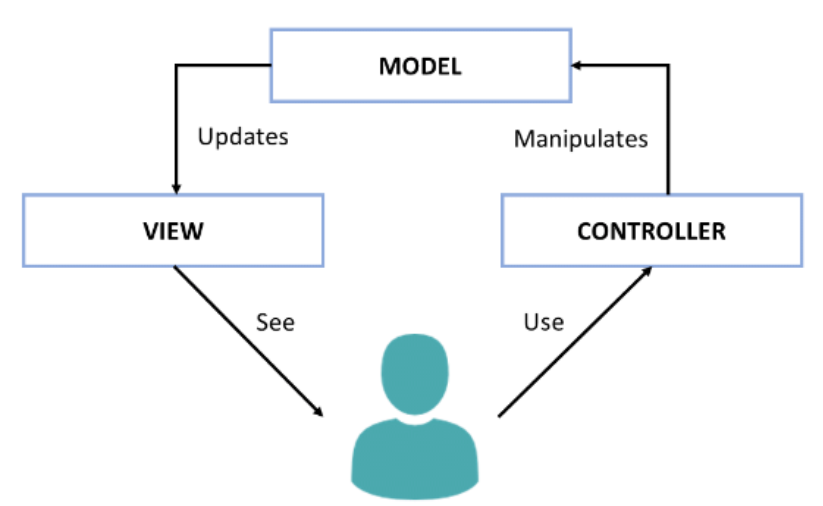 MODEL
Updates
Manipulates
VIEW
CONTROLLER
See
Use